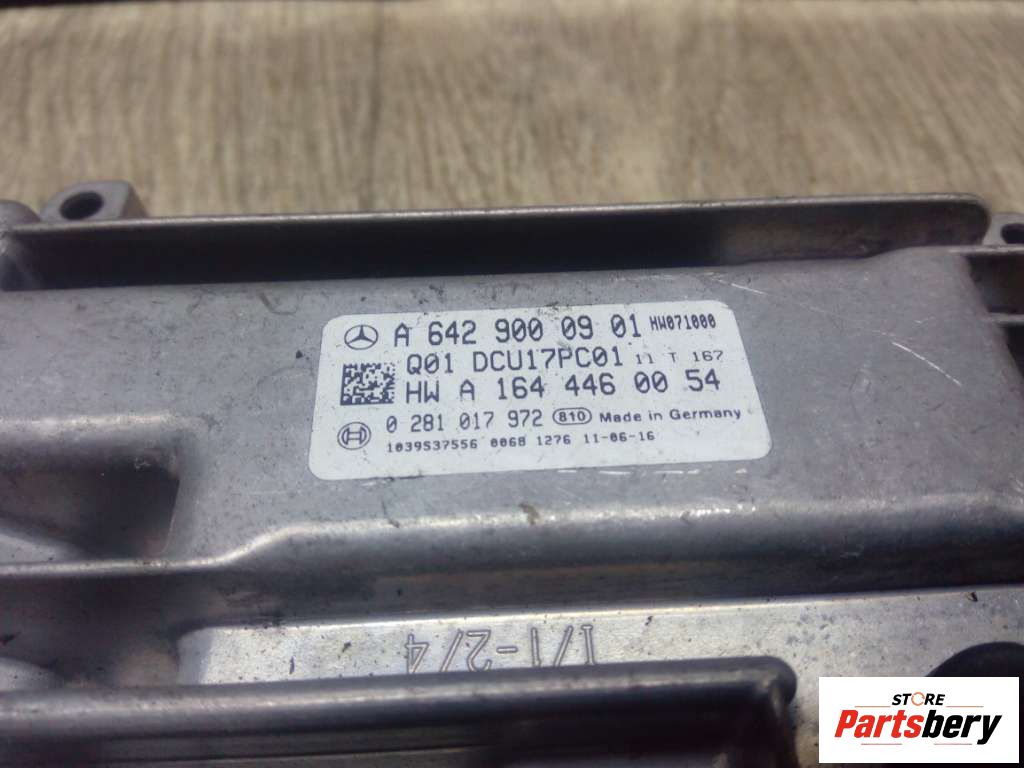 A 642 900 09 01 HW071000
Q01 DCU17PC01 11 T 167
HW A 164 446 00 54
0 281 017 972 810 Made in Germany
1039S37556 0068 1276 11-06-16
1/1-2/4
STORE
Partsbery